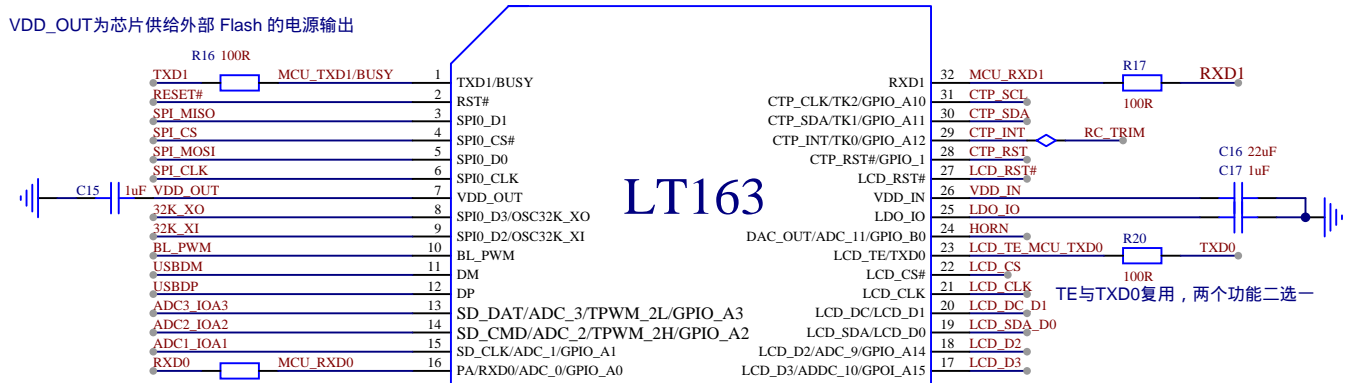 VDD_OUT为芯片供给外部 Flash 的电源输出
R16 100R
TXD1 MCU_TXD1/BUSY 1 TXD1/BUSY
RESET# 2 RST#
SPI_MISO 3 SPI0_D1
SPI_CS 4 SPI0_CS#
SPI_MOSI 5 SPI0_D0
SPI_CLK 6 SPI0_CLK
C15 1uF VDD_OUT 7 VDD_OUT
32K_XO 8 SPI0_D3/OSC32K_XO
32K_XI 9 SPI0_D2/OSC32K_XI
BL_PWM 10 BL_PWM
USBDM 11 DM
USBDP 12 DP
ADC3_IOA3 13 SD_DAT/ADC_3/TPWM_2L/GPIO_A3
ADC2_IOA2 14 SD_CMD/ADC_2/TPWM_2H/GPIO_A2
ADC1_IOA1 15 SD_CLK/ADC_1/GPIO_A1
RXD0 MCU_RXD0 16 PA/RXD0/ADC_0/GPIO_A0
LT163
R17
RXD1 32 MCU_RXD1 RXD1
100R
CTP_CLK/TK2/GPIO_A10 31 CTP_SCL
CTP_SDA/TK1/GPIO_A11 30 CTP_SDA
CTP_INT/TK0/GPIO_A12 29 CTP_INT RC_TRIM
CTP_RST#/GPIO_1 28 CTP_RST
C16 22uF
C17 1uF
LCD_RST# 27 LCD_RST#
VDD_IN 26 VDD_IN
LDO_IO 25 LDO_IO
DAC_OUT/ADC_11/GPIO_B0 24 HORN
R20
LCD_TE/TXD0 23 LCD_TE_MCU_TXD0 TXD0
100R
LCD_CS# 22 LCD_CS
LCD_CLK 21 LCD_CLK
TE与TXD0复用，两个功能二选一
LCD_DC/LCD_D1 20 LCD_DC_D1
LCD_SDA/LCD_D0 19 LCD_SDA_D0
LCD_D2/ADC_9/GPIO_A14 18 LCD_D2
LCD_D3/ADDC_10/GPOI_A15 17 LCD_D3